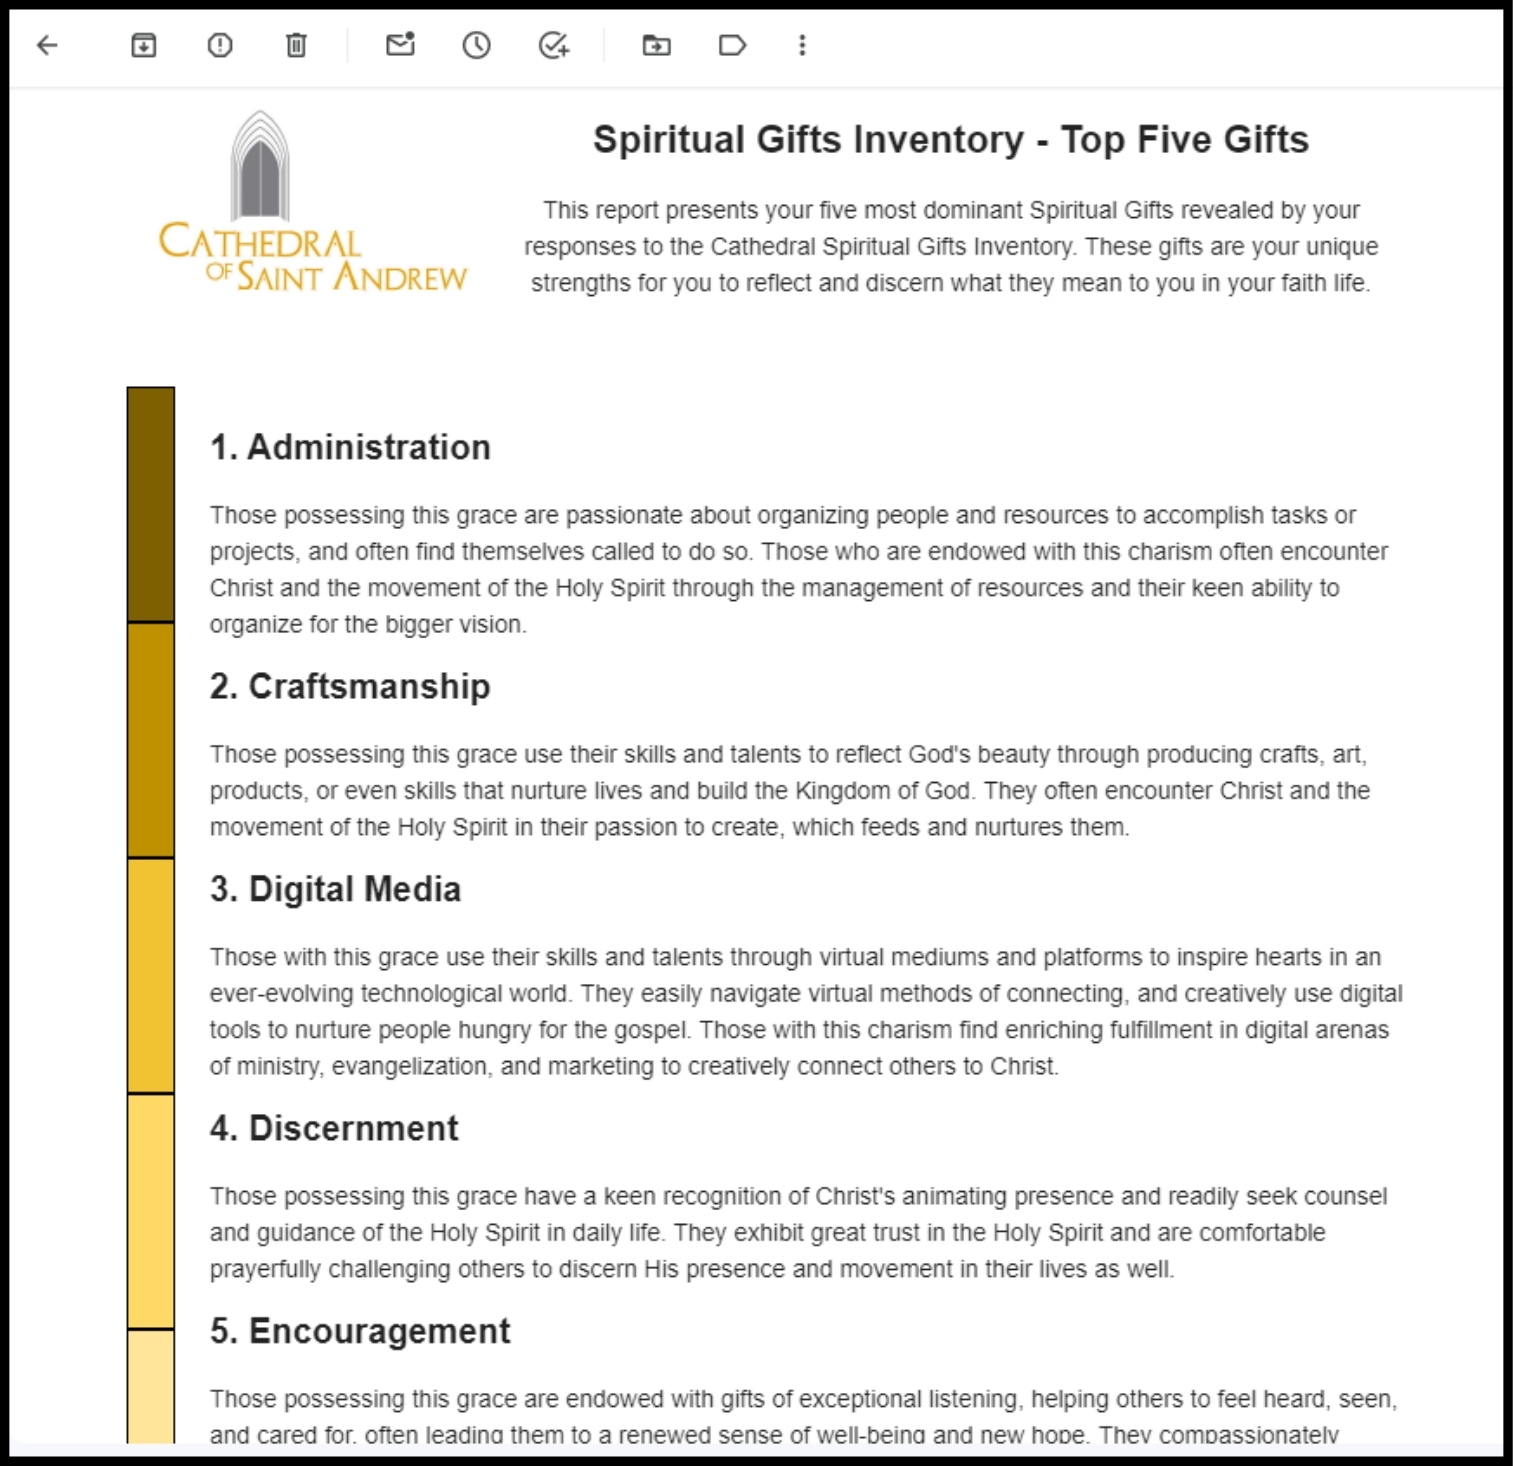 CATHEDRAL
OF SAINT ANDREW
Spiritual Gifts Inventory - Top Five Gifts
This report presents your five most dominant Spiritual Gifts revealed by your
responses to the Cathedral Spiritual Gifts Inventory. These gifts are your unique
strengths for you to reflect and discern what they mean to you in your faith life.
1. Administration
Those possessing this grace are passionate about organizing people and resources to accomplish tasks or
projects, and often find themselves called to do so. Those who are endowed with this charism often encounter
Christ and the movement of the Holy Spirit through the management of resources and their keen ability to
organize for the bigger vision.
2. Craftsmanship
Those possessing this grace use their skills and talents to reflect God's beauty through producing crafts, art,
products, or even skills that nurture lives and build the Kingdom of God. They often encounter Christ and the
movement of the Holy Spirit in their passion to create, which feeds and nurtures them.
3. Digital Media
Those with this grace use their skills and talents through virtual mediums and platforms to inspire hearts in an
ever-evolving technological world. They easily navigate virtual methods of connecting, and creatively use digital
tools to nurture people hungry for the gospel. Those with this charism find enriching fulfillment in digital arenas
of ministry, evangelization, and marketing to creatively connect others to Christ.
4. Discernment
Those possessing this grace have a keen recognition of Christ's animating presence and readily seek counsel
and guidance of the Holy Spirit in daily life. They exhibit great trust in the Holy Spirit and are comfortable
prayerfully challenging others to discern His presence and movement in their lives as well.
5. Encouragement
Those possessing this grace are endowed with gifts of exceptional listening, helping others to feel heard, seen,
and cared for, often leading them to a renewed sense of well-being and new hope. They compassionately